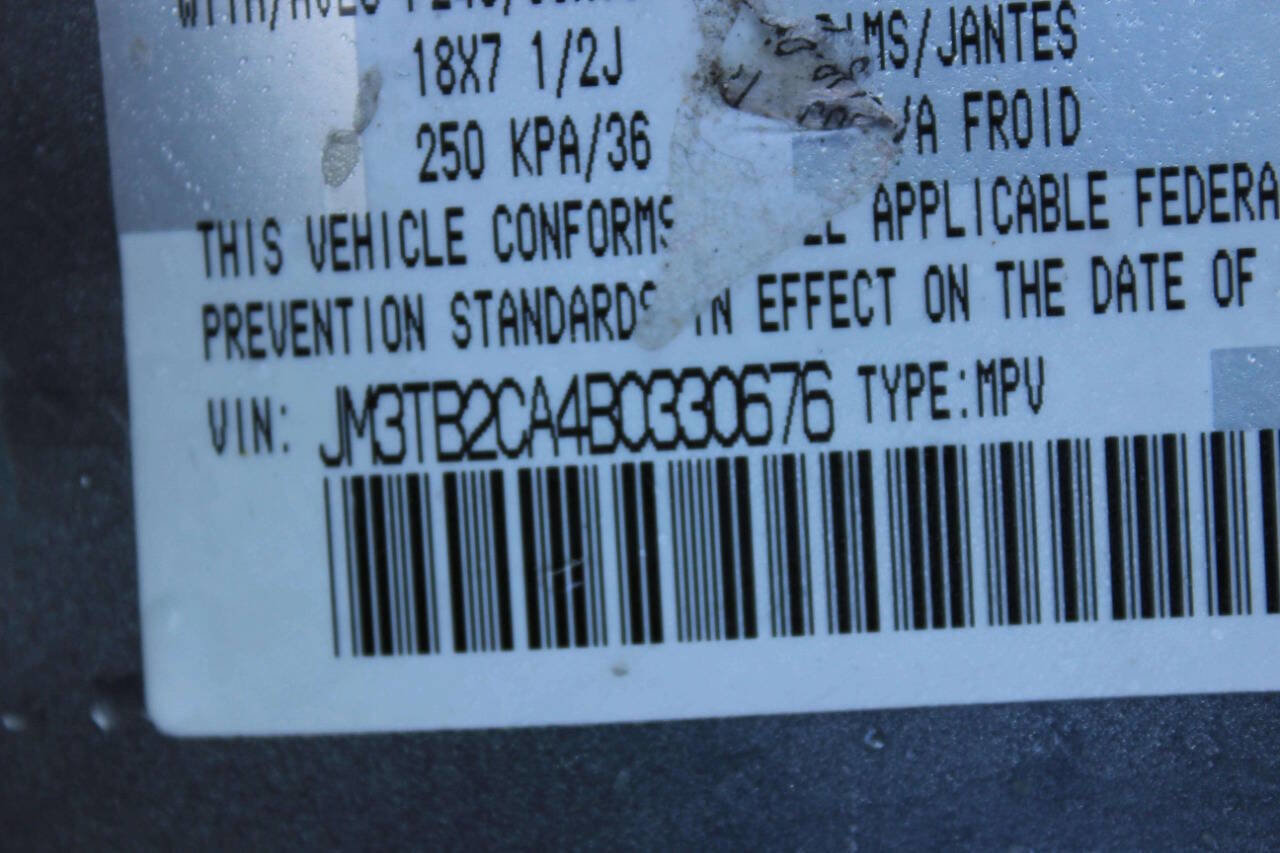 18X7 1/2J MS/JANTES
250 KPA/36 /A FROID
THIS VEHICLE CONFORMS APPLICABLE FEDERA
PREVENTION STANDARDS IN EFFECT ON THE DATE OF
VIN: JM3TB2CA4B0330676 TYPE:MPV